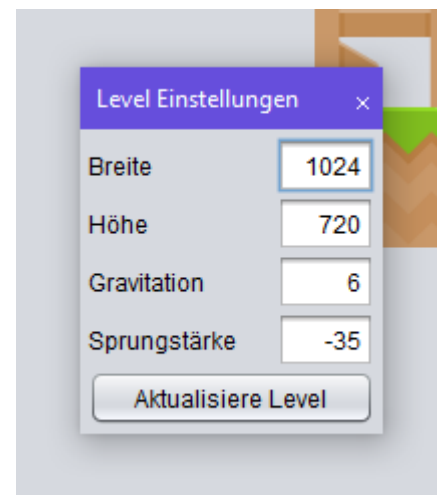 Level Einstellungen ×
Breite 1024
Höhe 720
Gravitation 6
Sprungstärke -35
Aktualisiere Level